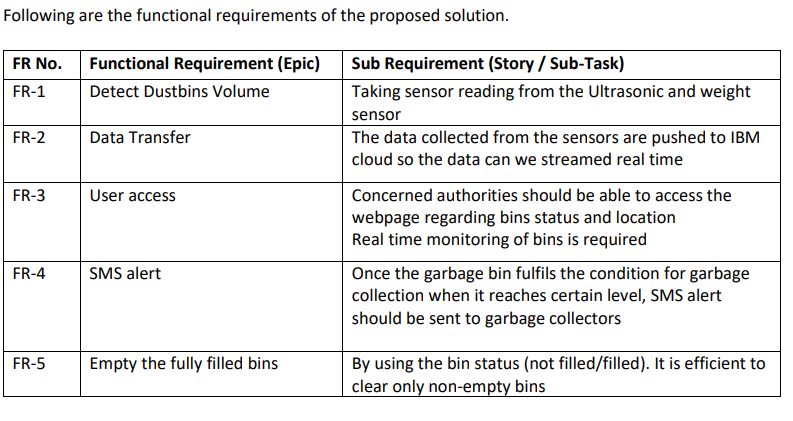 Following are the functional requirements of the proposed solution.
FR No. Functional Requirement (Epic) Sub Requirement (Story / Sub-Task)
FR-1 Detect Dustbins Volume Taking sensor reading from the Ultrasonic and weight
sensor
FR-2 Data Transfer The data collected from the sensors are pushed to IBM
cloud so the data can we streamed real time
FR-3 User access Concerned authorities should be able to access the
webpage regarding bins status and location
Real time monitoring of bins is required
FR-4 SMS alert Once the garbage bin fulfils the condition for garbage
collection when it reaches certain level, SMS alert
should be sent to garbage collectors
FR-5 Empty the fully filled bins By using the bin status (not filled/filled). It is efficient to
clear only non-empty bins